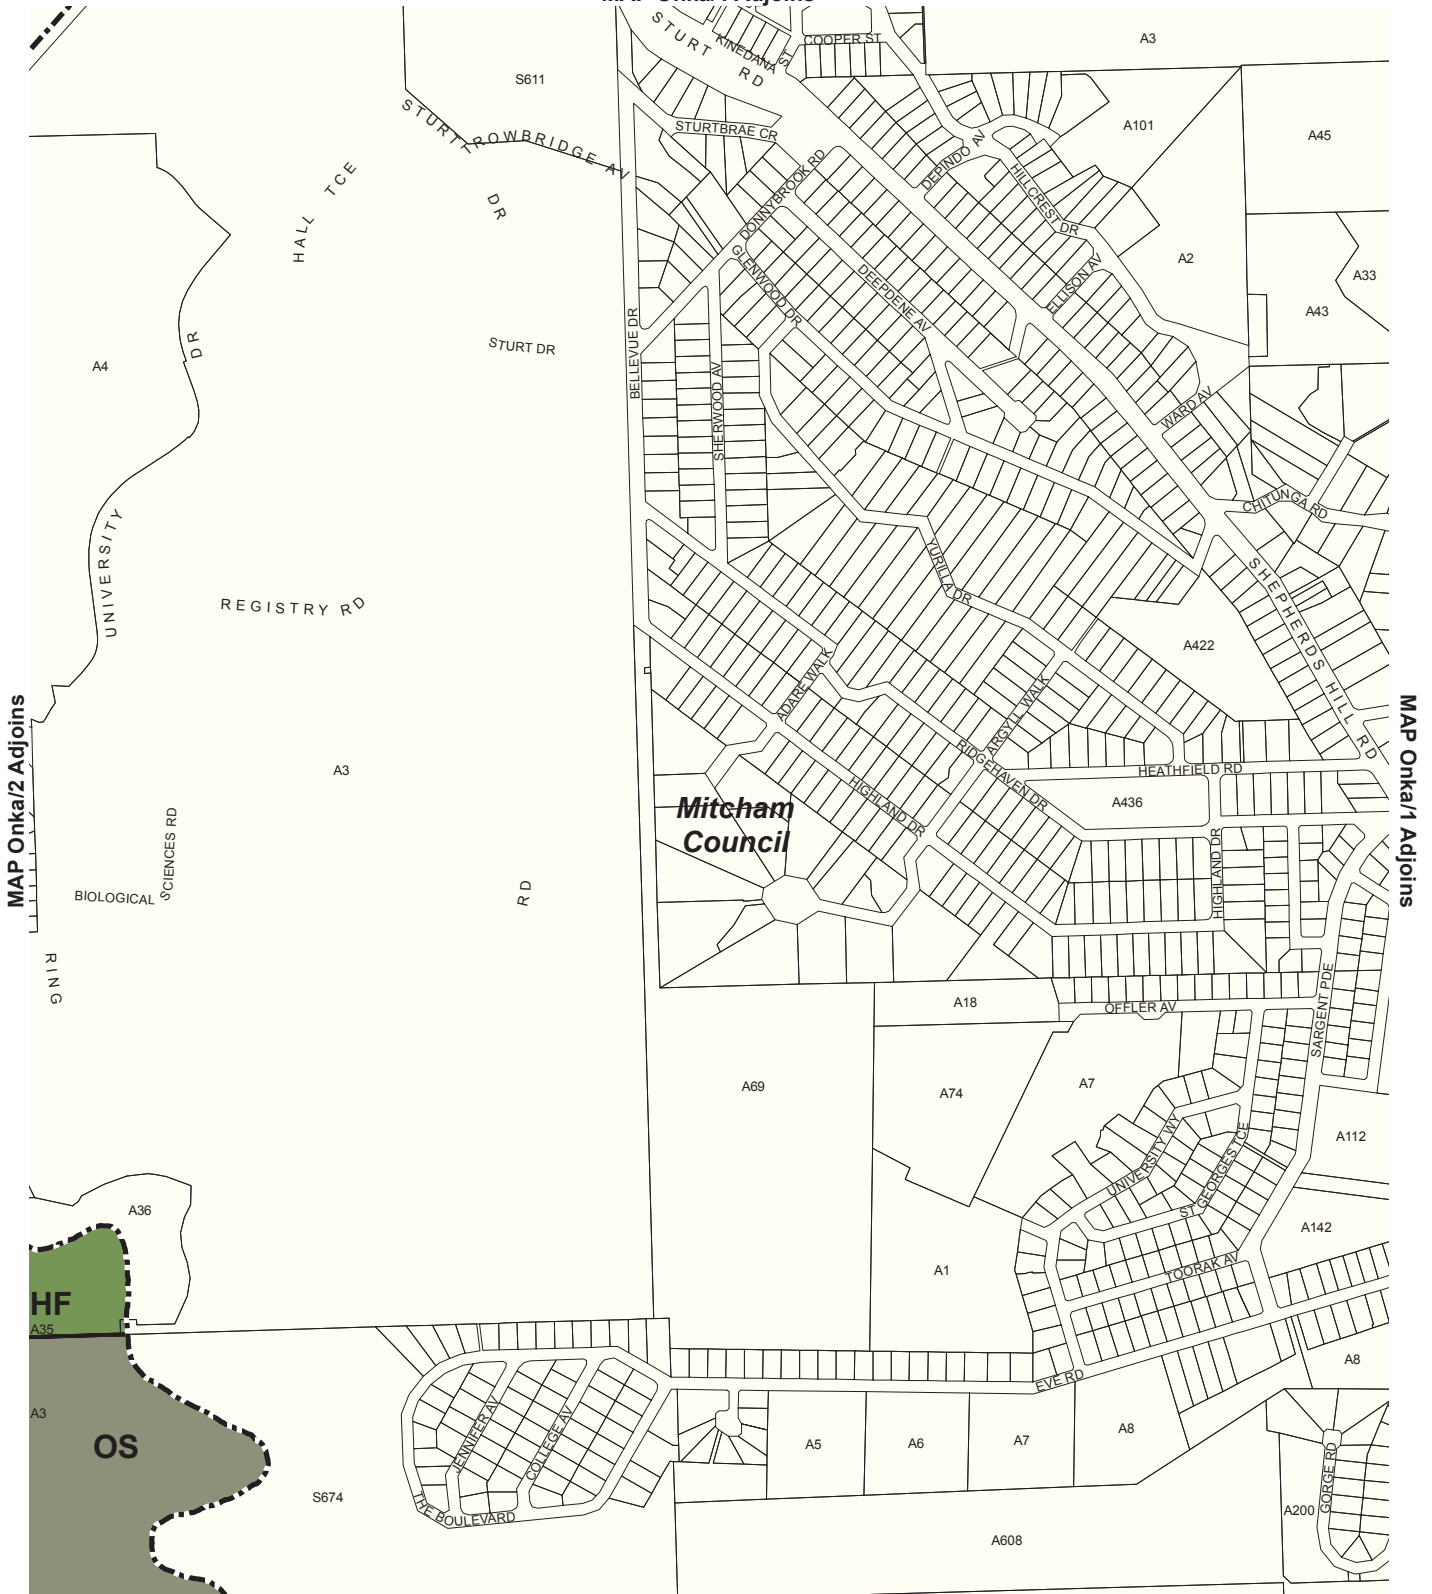 STURT RD
KINEDANA ST
COOPER ST
A3
S611
STURT
TROWBRIDGE AV
DR
STURTBRAE CR
A101
A45
HALL TCE
DONNYBROOK RD
DEPINDO AV
HILLCREST DR
A2
A33
A43
GLENWOOD DR
DEEPDENE AV
ELLISON AV
A4
DR
STURT DR
BELLEVUE DR
SHERWOOD AV
WARD AV
CHITUNGA RD
UNIVERSITY
REGISTRY RD
YURILLA DR
SHEPHERDS HILL RD
A422
ADARE WALK
ARGYLL WALK
MAP Onka/2 Adjoins
MAP Onka/1 Adjoins
A3
RIDGEHAVEN DR
HEATHFIELD RD
A436
HIGHLAND DR
Mitcham
Council
BIOLOGICAL
SCIENCES RD
RD
HIGHLAND DR
RING
A18
OFFLER AV
SARGENT PDE
A69
A74
A7
A112
UNIVERSITY WY
ST GEORGES TCE
A36
A142
A1
TOORAK AV
HF
A35
A8
EVE RD
A3
OS
JENNIFER AV
COLLEGE AV
A5
A6
A7
A8
GORGE RD
S674
THE BOULEVARD
A200
A608